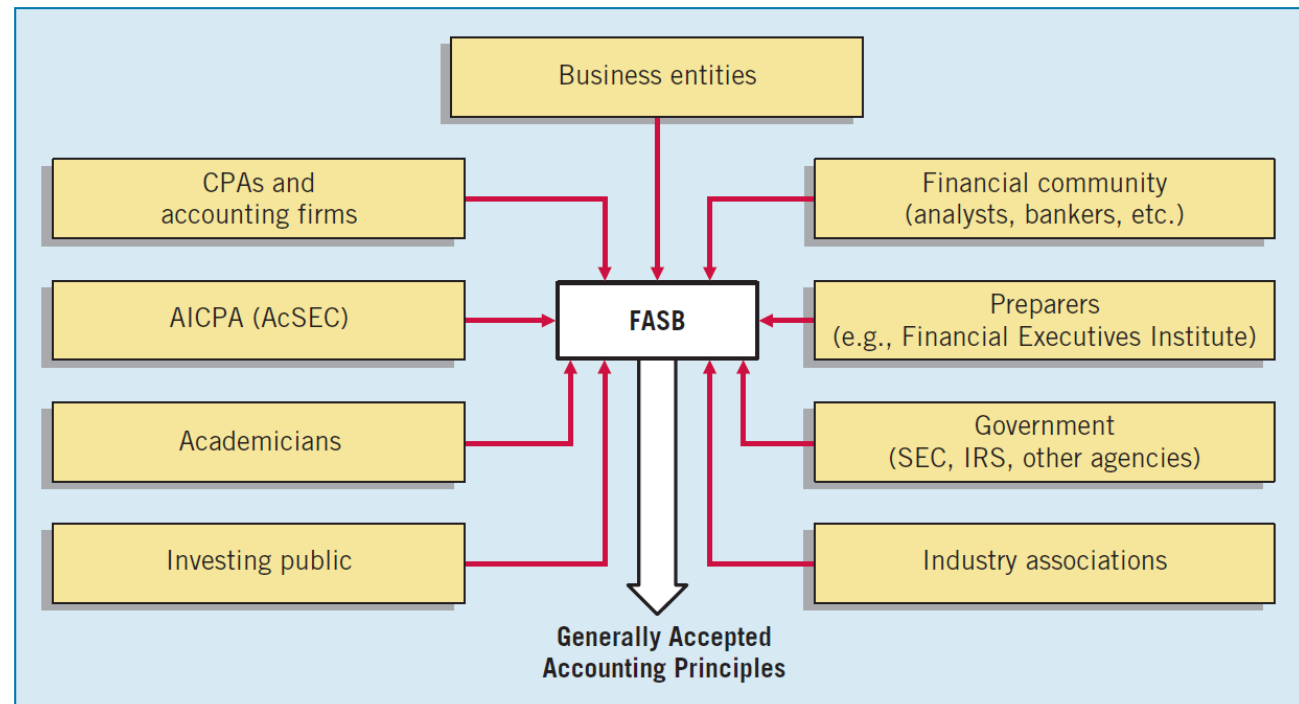 Business entities
CPAs and
accounting firms
Financial community
(analysts, bankers, etc.)
AICPA (AcSEC)
FASB
Preparers
(e.g., Financial Executives Institute)
Academicians
Government
(SEC, IRS, other agencies)
Investing public
Industry associations
Generally Accepted
Accounting Principles